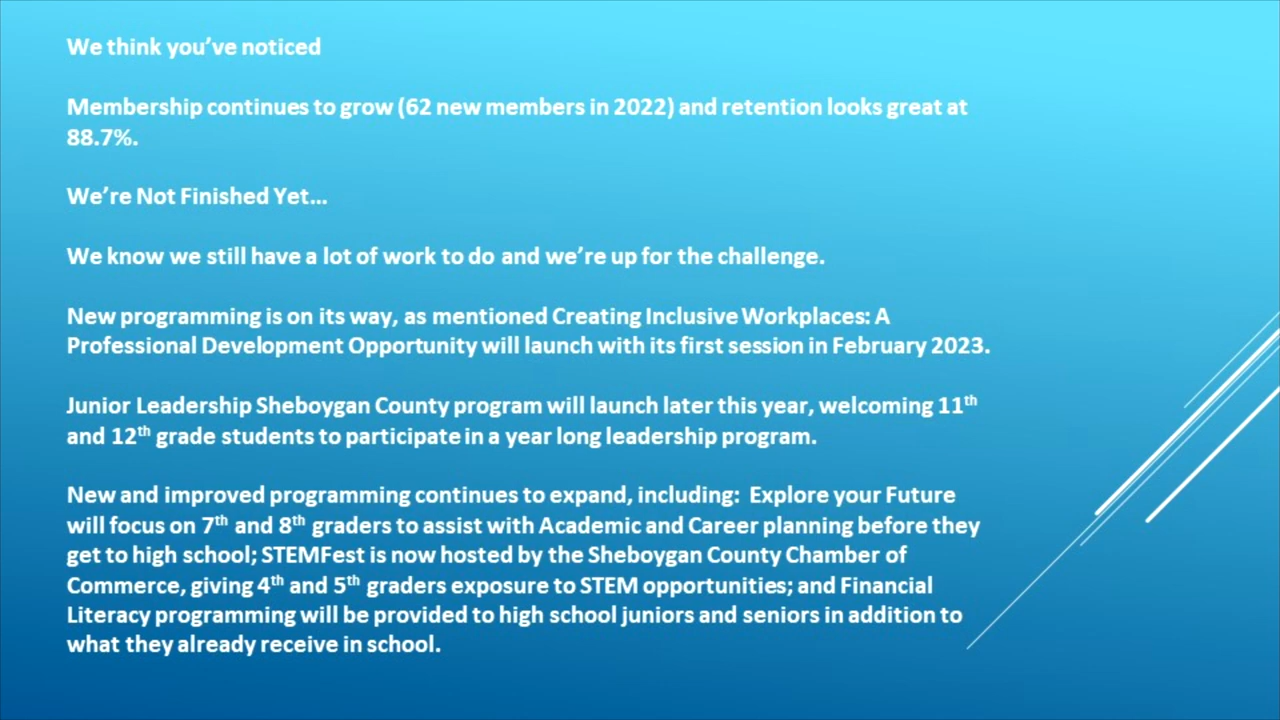 We think you’ve noticed
Membership continues to grow (62 new members in 2022) and retention looks great at
88.7%.
We’re Not Finished Yet…
We know we still have a lot of work to do and we’re up for the challenge.
New programming is on its way, as mentioned Creating Inclusive Workplaces: A
Professional Development Opportunity will launch with its first session in February 2023.
Junior Leadership Sheboygan County program will launch later this year, welcoming 11th
and 12th grade students to participate in a year long leadership program.
New and improved programming continues to expand, including:  Explore your Future
will focus on 7th and 8th graders to assist with Academic and Career planning before they
get to high school; STEMFest is now hosted by the Sheboygan County Chamber of
Commerce, giving 4th and 5th graders exposure to STEM opportunities; and Financial
Literacy programming will be provided to high school juniors and seniors in addition to
what they already receive in school.